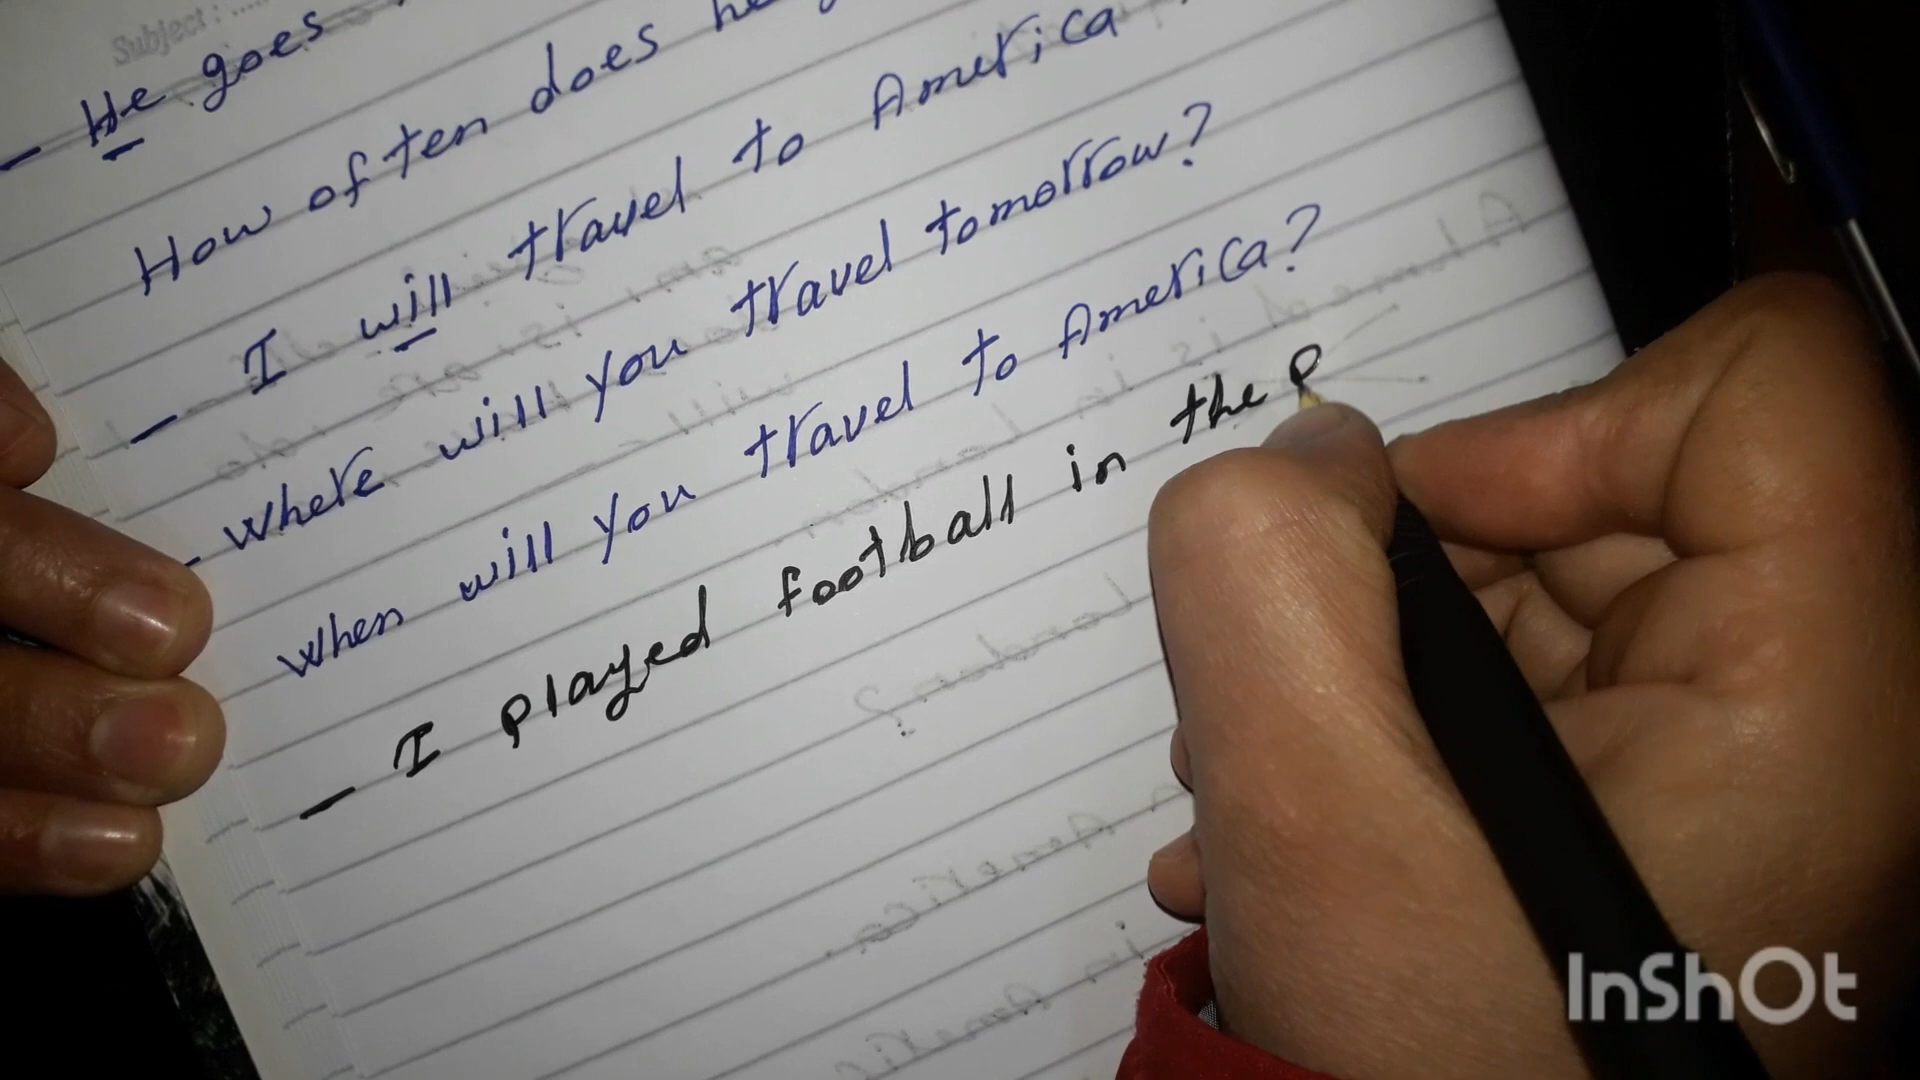 Subject :
- He goes
How often does he
- I will travel to America
- where will you travel tomorrow?
when will you travel to America?
- I played football in the P
InShOt